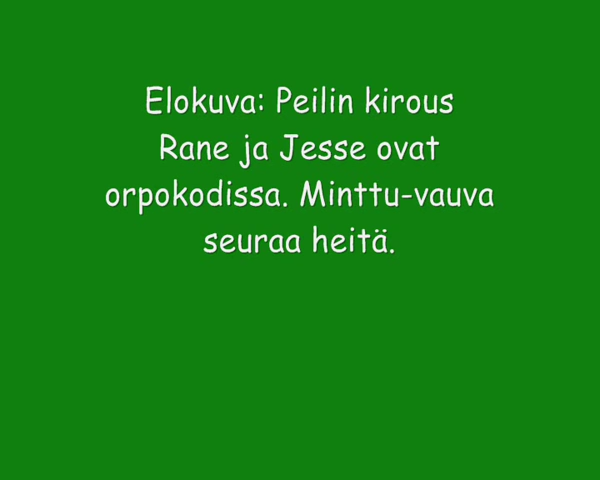 Elokuva: Peilin kirous
Rane ja Jesse ovat
orpokodissa. Minttu-vauva
seuraa heitä.